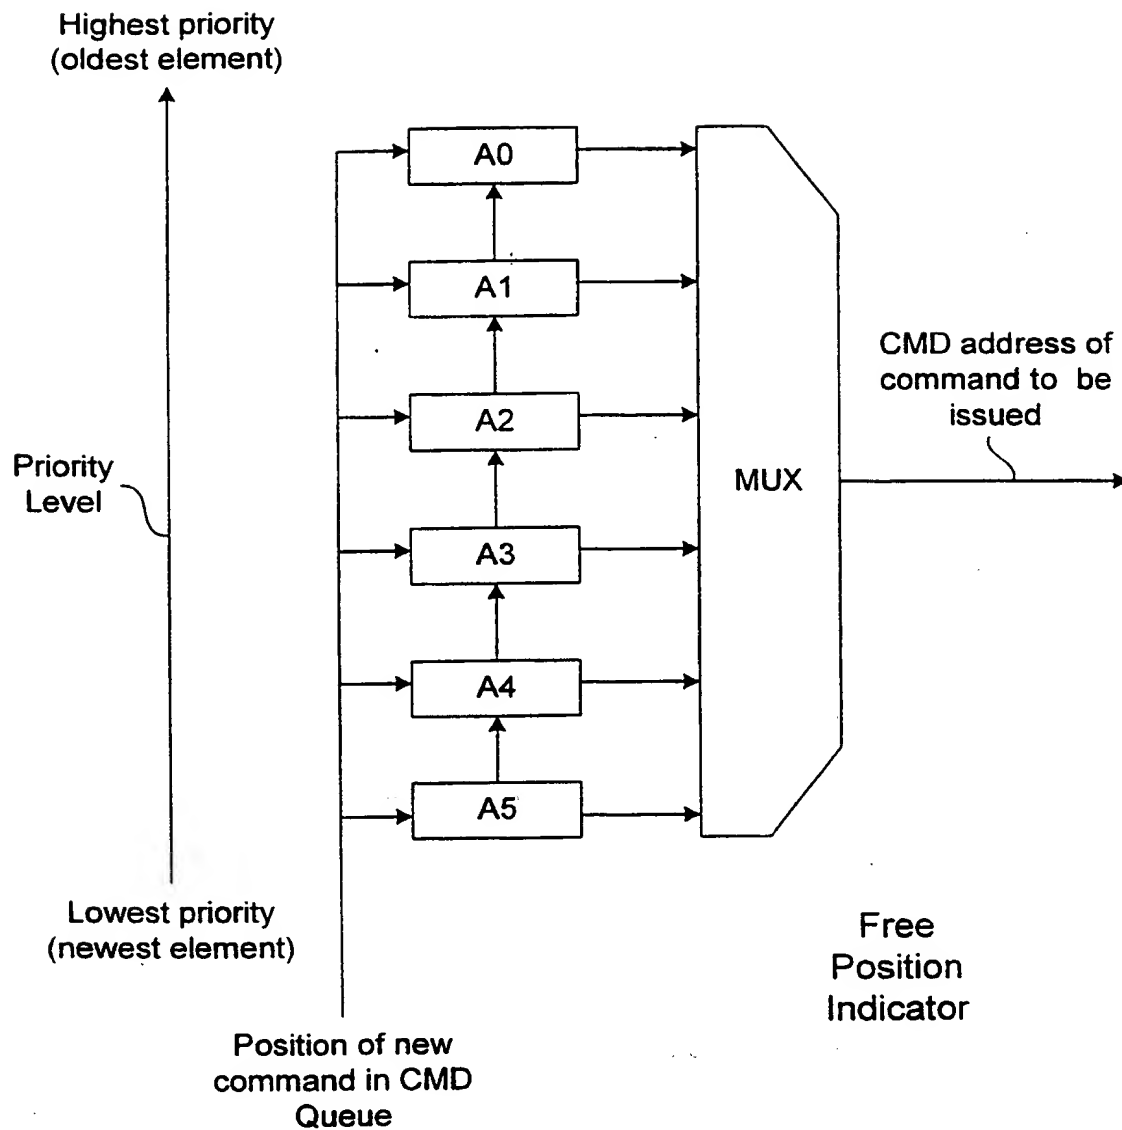 Highest priority
(oldest element)
A0
A1
CMD address of
command to be
issued
A2
Priority
Level
MUX
A3
A4
A5
Lowest priority
(newest element)
Free
Position
Indicator
Position of new
command in CMD
Queue